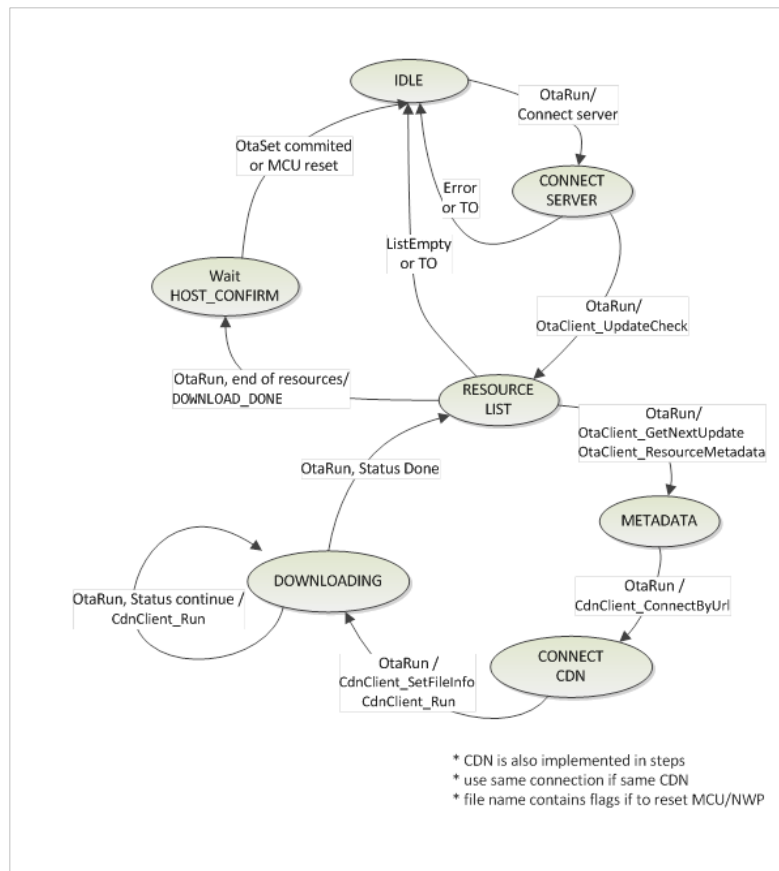 IDLE
OtaRun/
Connect server
OtaSet commited
or MCU reset
Error
or TO
CONNECT
SERVER
ListEmpty
or TO
Wait
HOST_CONFIRM
OtaRun/
OtaClient_UpdateCheck
OtaRun, end of resources/
DOWNLOAD_DONE
RESOURCE
LIST
OtaRun/
OtaClient_GetNextUpdate
OtaClient_ResourceMetadata
OtaRun, Status Done
METADATA
DOWNLOADING
OtaRun, Status continue /
CdnClient_Run
OtaRun /
CdnClient_ConnectByUrl
OtaRun /
CdnClient_SetFileInfo
CdnClient_Run
CONNECT
CDN
* CDN is also implemented in steps
* use same connection if same CDN
* file name contains flags if to reset MCU/NWP